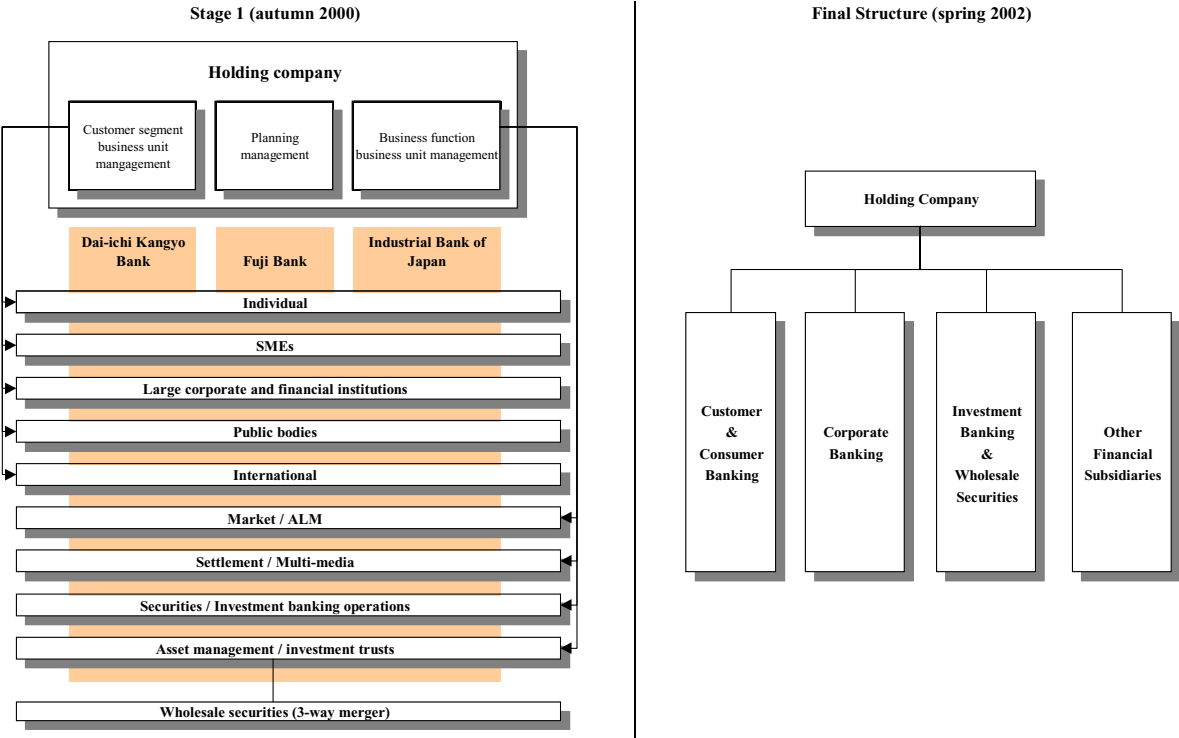 Stage 1 (autumn 2000)
Holding company
Customer segment
business unit
mangagement
Planning
management
Business function
business unit management
Dai-ichi Kangyo
Bank
Fuji Bank
Industrial Bank of
Japan
Individual
SMEs
Large corporate and financial institutions
Public bodies
International
Market / ALM
Settlement / Multi-media
Securities / Investment banking operations
Asset management / investment trusts
Wholesale securities (3-way merger)
Final Structure (spring 2002)
Holding Company
Customer
&
Consumer
Banking
Corporate
Banking
Investment
Banking
&
Wholesale
Securities
Other
Financial
Subsidiaries